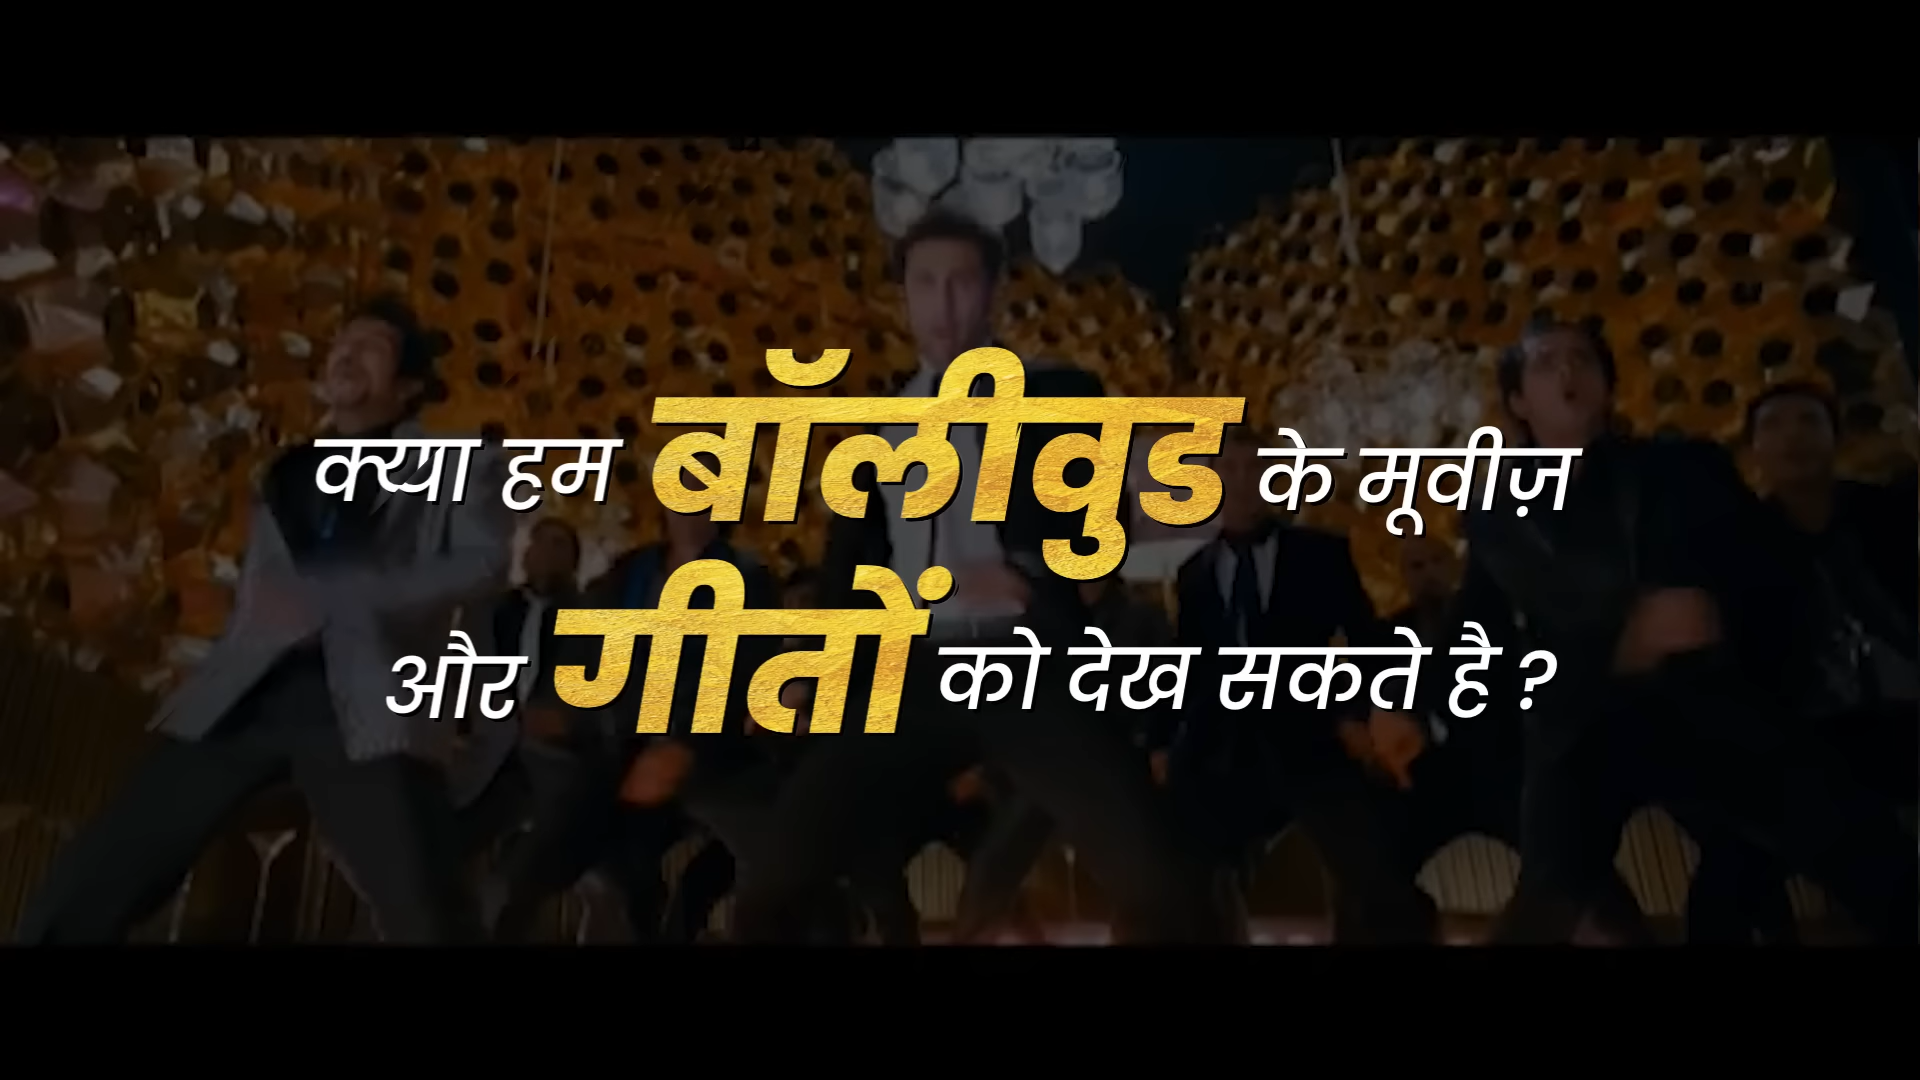 क्या हम बॉलीवुड के मूवीज़
और गीतों को देख सकते है ?